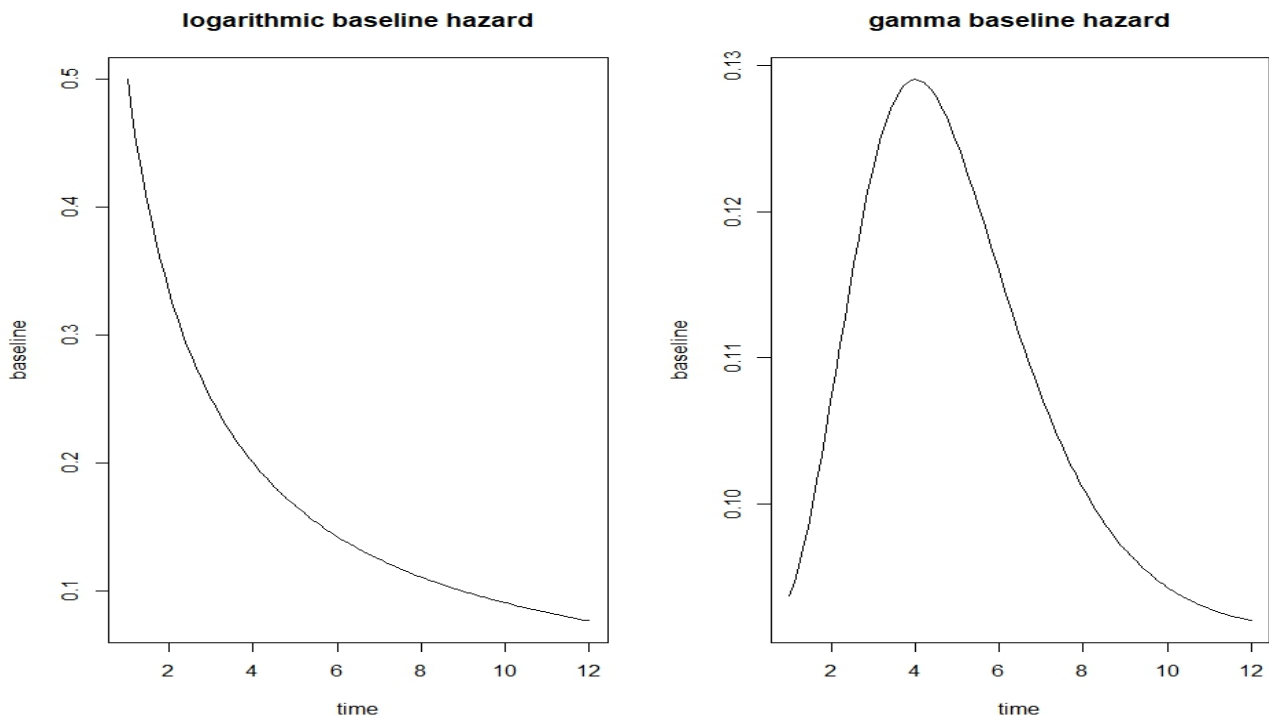 logarithmic baseline hazard
baseline
0.5
0.4
0.3
0.2
0.1
2 4 6 8 10 12
time
gamma baseline hazard
baseline
0.13
0.12
0.11
0.10
2 4 6 8 10 12
time